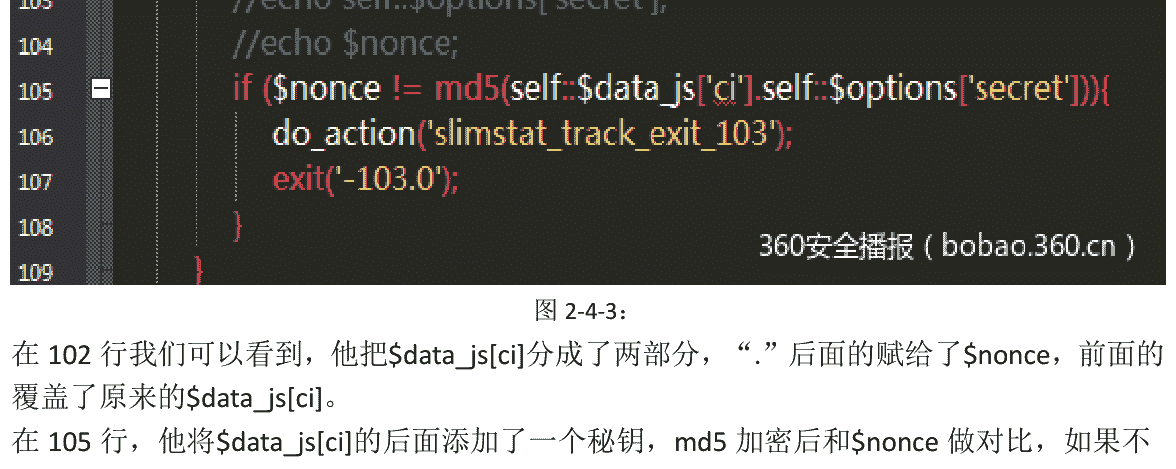 103 //echo self::$options['secret'];
104 //echo $nonce;
105 if ($nonce != md5(self::$data_js['ci'].self::$options['secret'])){
106 do_action('slimstat_track_exit_103');
107 exit('-103.0');
108 }
109 }
360安全播报（bobao.360.cn）
图 2-4-3：
在 102 行我们可以看到，他把$data_js[ci]分成了两部分，“.”后面的赋给了$nonce，前面的
覆盖了原来的$data_js[ci]。
在 105 行，他将$data_js[ci]的后面添加了一个秘钥，md5 加密后和$nonce 做对比，如果不